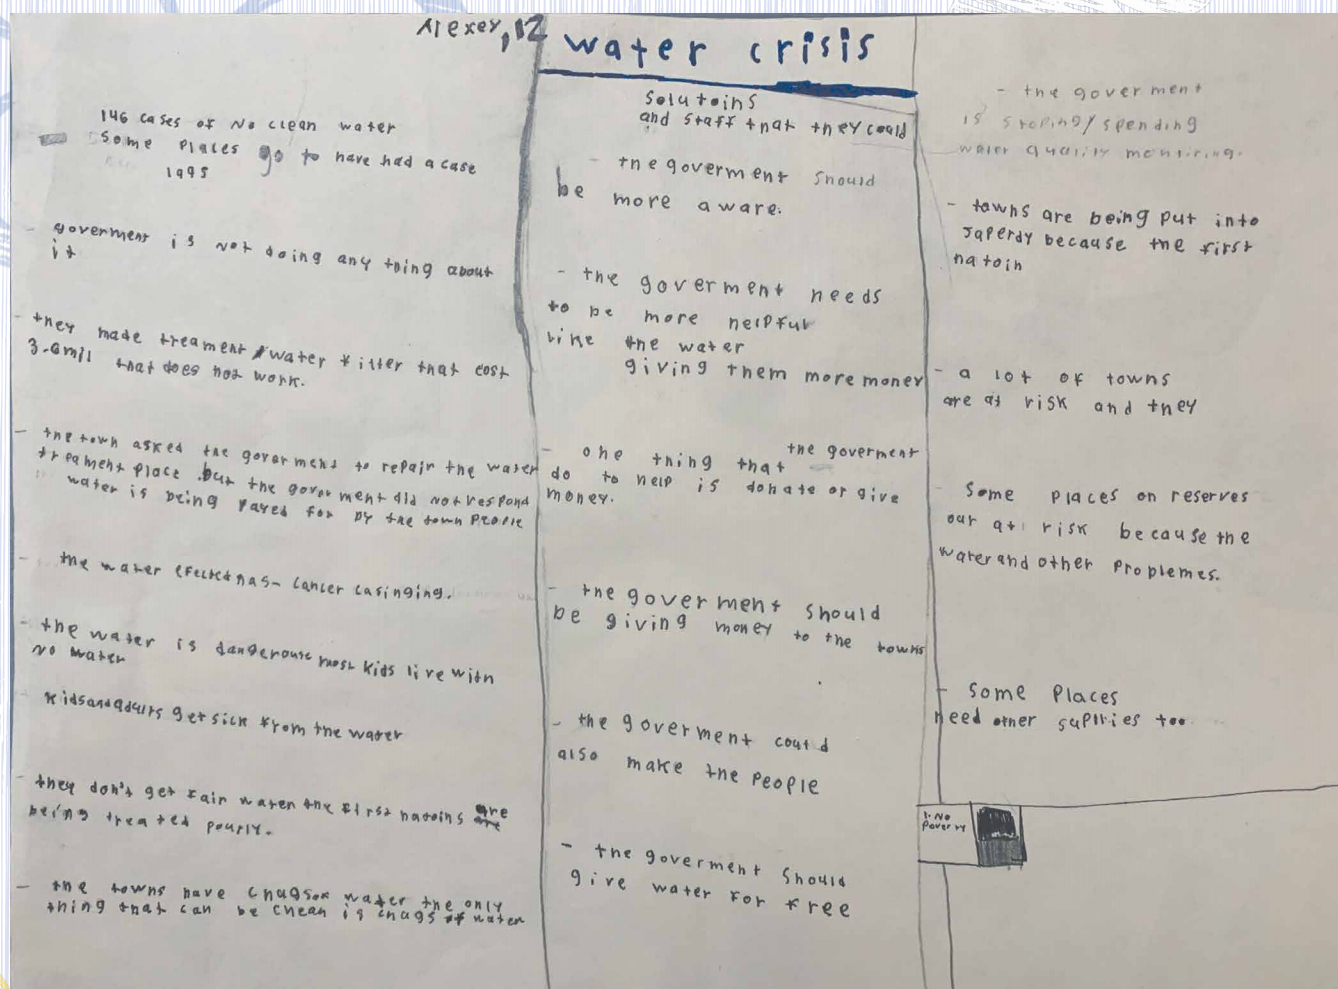 Alexey, 12
water crisis
146 cases of No clean water
Some places go to have had a case
1995
goverment is not doing any thing about
it
they made treament water filter that cost
3.6mil that does not work.
the town asked the goverment to repair the water
treament place but the goverment did not respond
water is being payed for by the town people
the water efected has - cancer casinging.
- the water is dangerouse most kids live with
No water
kids and adults get sick from the water
- they don't get fair water the first natoins are
being treated pourly.
- the towns have of water the only
thing that can be is of water
solutoins
and staff that they could
- the goverment should
be more aware.
- the goverment needs
to be more helpful
like the water
giving them more money
- one thing that the goverment
do to help is donate or give
money.
- the goverment should
be giving money to the towns
- the goverment could
also make the people
- the goverment should
give water for free
- the goverment
is stoping/spending
water quality montiring.
- towns are being put into
japerdy because the first
natoin
- a lot of towns
are at risk and they
- Some places on reserves
our at risk because the
water and other proplemes.
- Some places
need other suplies too
1. No
Poverty